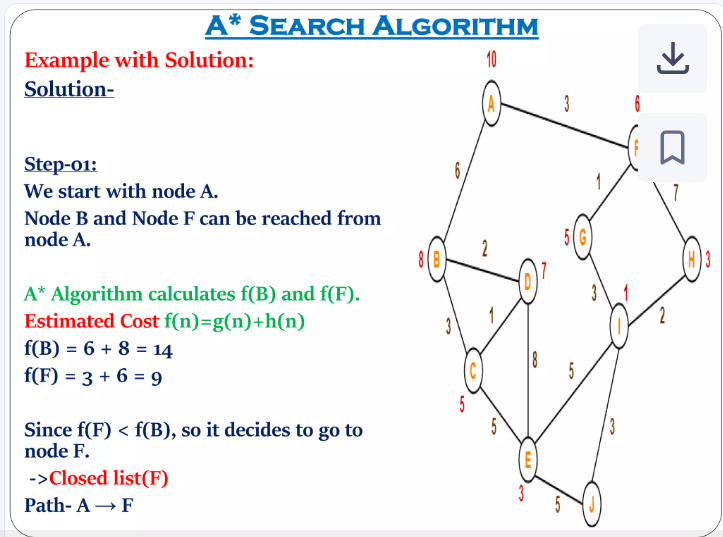 A* SEARCH ALGORITHM
Example with Solution:
Solution-
Step-01:
We start with node A.
Node B and Node F can be reached from
node A.
A* Algorithm calculates f(B) and f(F).
Estimated Cost f(n)=g(n)+h(n)
f(B) = 6 + 8 = 14
f(F) = 3 + 6 = 9
Since f(F) < f(B), so it decides to go to
node F.
->Closed list(F)
Path- A → F
10
A
3
6
F
6
1
7
5
G
H
3
8
B
2
D
7
3
1
I
2
3
1
C
8
5
5
5
3
E
3
5
J